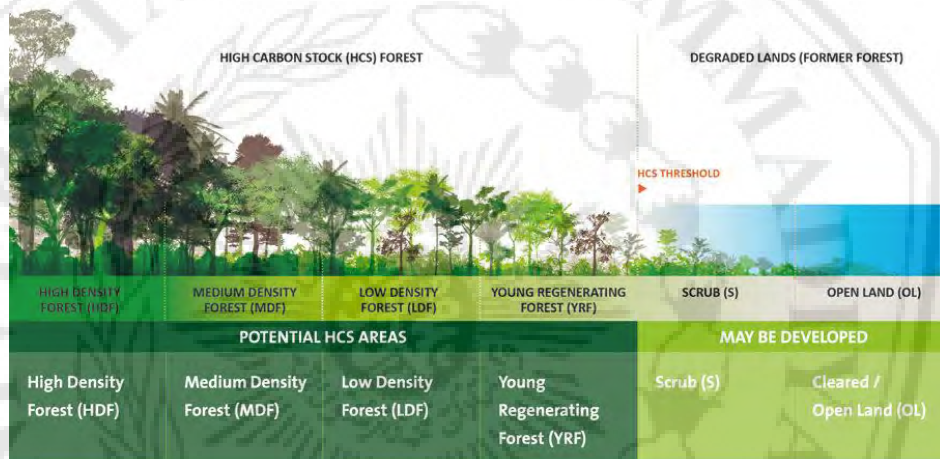 HIGH CARBON STOCK (HCS) FOREST
DEGRADED LANDS (FORMER FOREST)
HCS THRESHOLD
HIGH DENSITY
FOREST (HDF)
MEDIUM DENSITY
FOREST (MDF)
LOW DENSITY
FOREST (LDF)
YOUNG REGENERATING
FOREST (YRF)
SCRUB (S)
OPEN LAND (OL)
POTENTIAL HCS AREAS
MAY BE DEVELOPED
High Density
Forest (HDF)
Medium Density
Forest (MDF)
Low Density
Forest (LDF)
Young
Regenerating
Forest (YRF)
Scrub (S)
Cleared /
Open Land (OL)